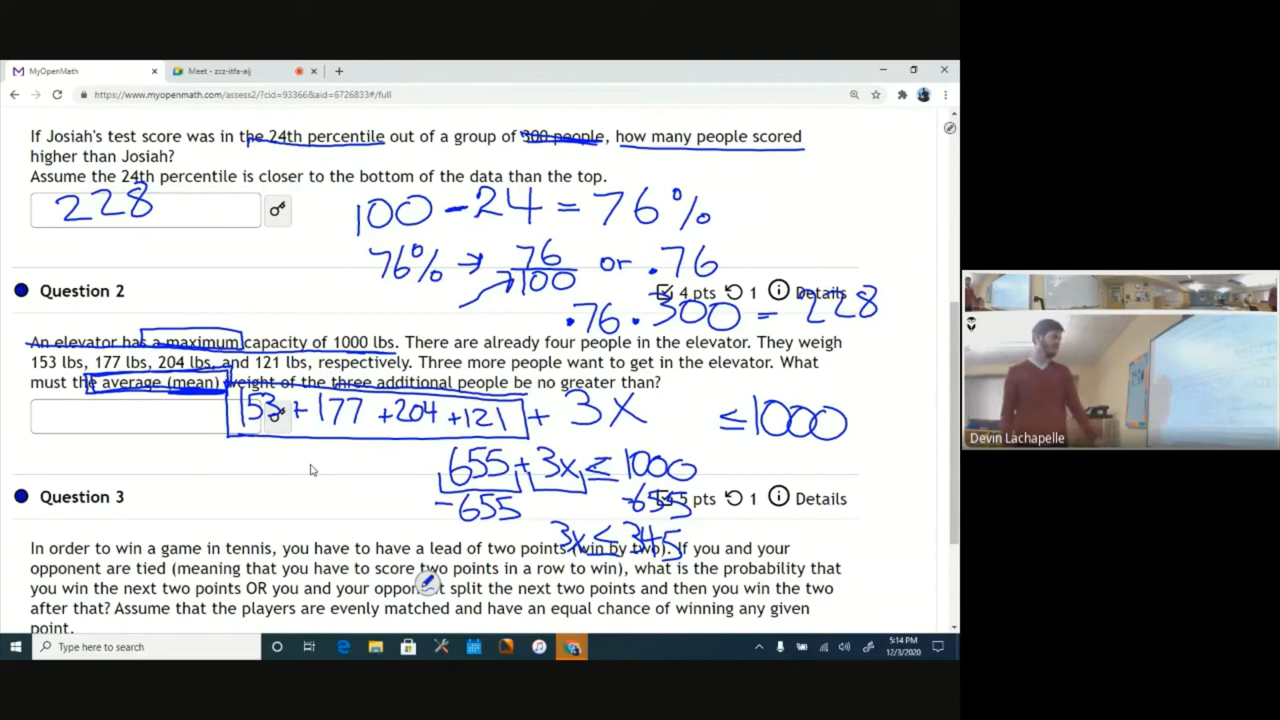 MyOpenMath
Meet - zcz-itfa-aij
https://www.myopenmath.com/assess2/?cid=93366&aid=6726833#/full
If Josiah's test score was in the 24th percentile out of a group of 300 people, how many people scored
higher than Josiah?
Assume the 24th percentile is closer to the bottom of the data than the top.
228
100 - 24 = 76%
76% → 76/100 or .76
Question 2
4 pts 1 Details
.76 · 300 = 228
An elevator has a maximum capacity of 1000 lbs. There are already four people in the elevator. They weigh
153 lbs, 177 lbs, 204 lbs, and 121 lbs, respectively. Three more people want to get in the elevator. What
must the average (mean) weight of the three additional people be no greater than?
153 + 177 + 204 + 121 + 3x ≤ 1000
655 + 3x ≤ 1000
Question 3
5 pts 1 Details
-655 -655
3x ≤ 345
In order to win a game in tennis, you have to have a lead of two points (win by two). If you and your
opponent are tied (meaning that you have to score two points in a row to win), what is the probability that
you win the next two points OR you and your opponent split the next two points and then you win the two
after that? Assume that the players are evenly matched and have an equal chance of winning any given
point.
Devin Lachapelle
Type here to search
5:14 PM
12/3/2020